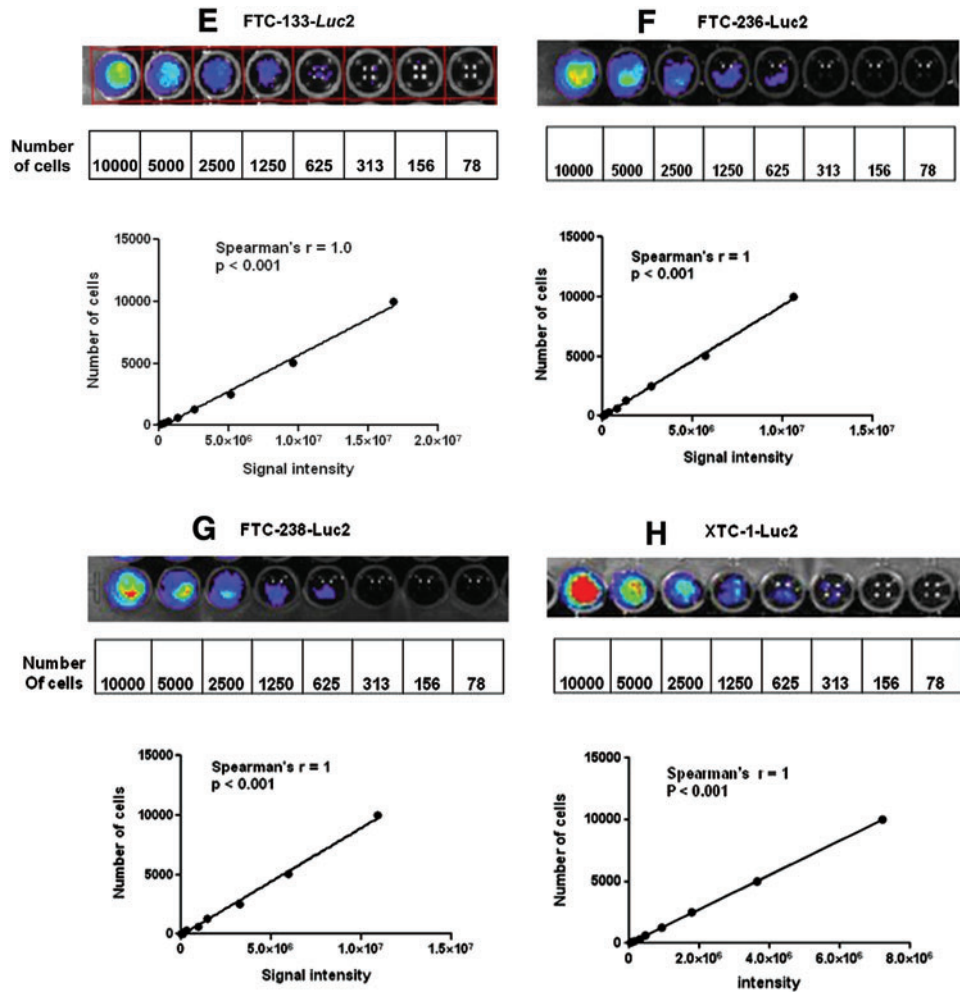 E FTC-133-Luc2
Number of cells
10000 5000 2500 1250 625 313 156 78
Spearman's r = 1.0
p < 0.001
Number of cells
15000
10000
5000
0
0 5.0×10⁶ 1.0×10⁷ 1.5×10⁷ 2.0×10⁷
Signal intensity
F FTC-236-Luc2
10000 5000 2500 1250 625 313 156 78
Spearman's r = 1
p < 0.001
Number of cells
15000
10000
5000
0
0 5.0×10⁶ 1.0×10⁷ 1.5×10⁷
Signal intensity
G FTC-238-Luc2
Number Of cells
10000 5000 2500 1250 625 313 156 78
Spearman's r = 1
p < 0.001
Number of cells
15000
10000
5000
0
0 5.0×10⁶ 1.0×10⁷ 1.5×10⁷
Signal intensity
H XTC-1-Luc2
10000 5000 2500 1250 625 313 156 78
Spearman's r = 1
P < 0.001
Number of cells
15000
10000
5000
0
0 2.0×10⁶ 4.0×10⁶ 6.0×10⁶ 8.0×10⁶
intensity